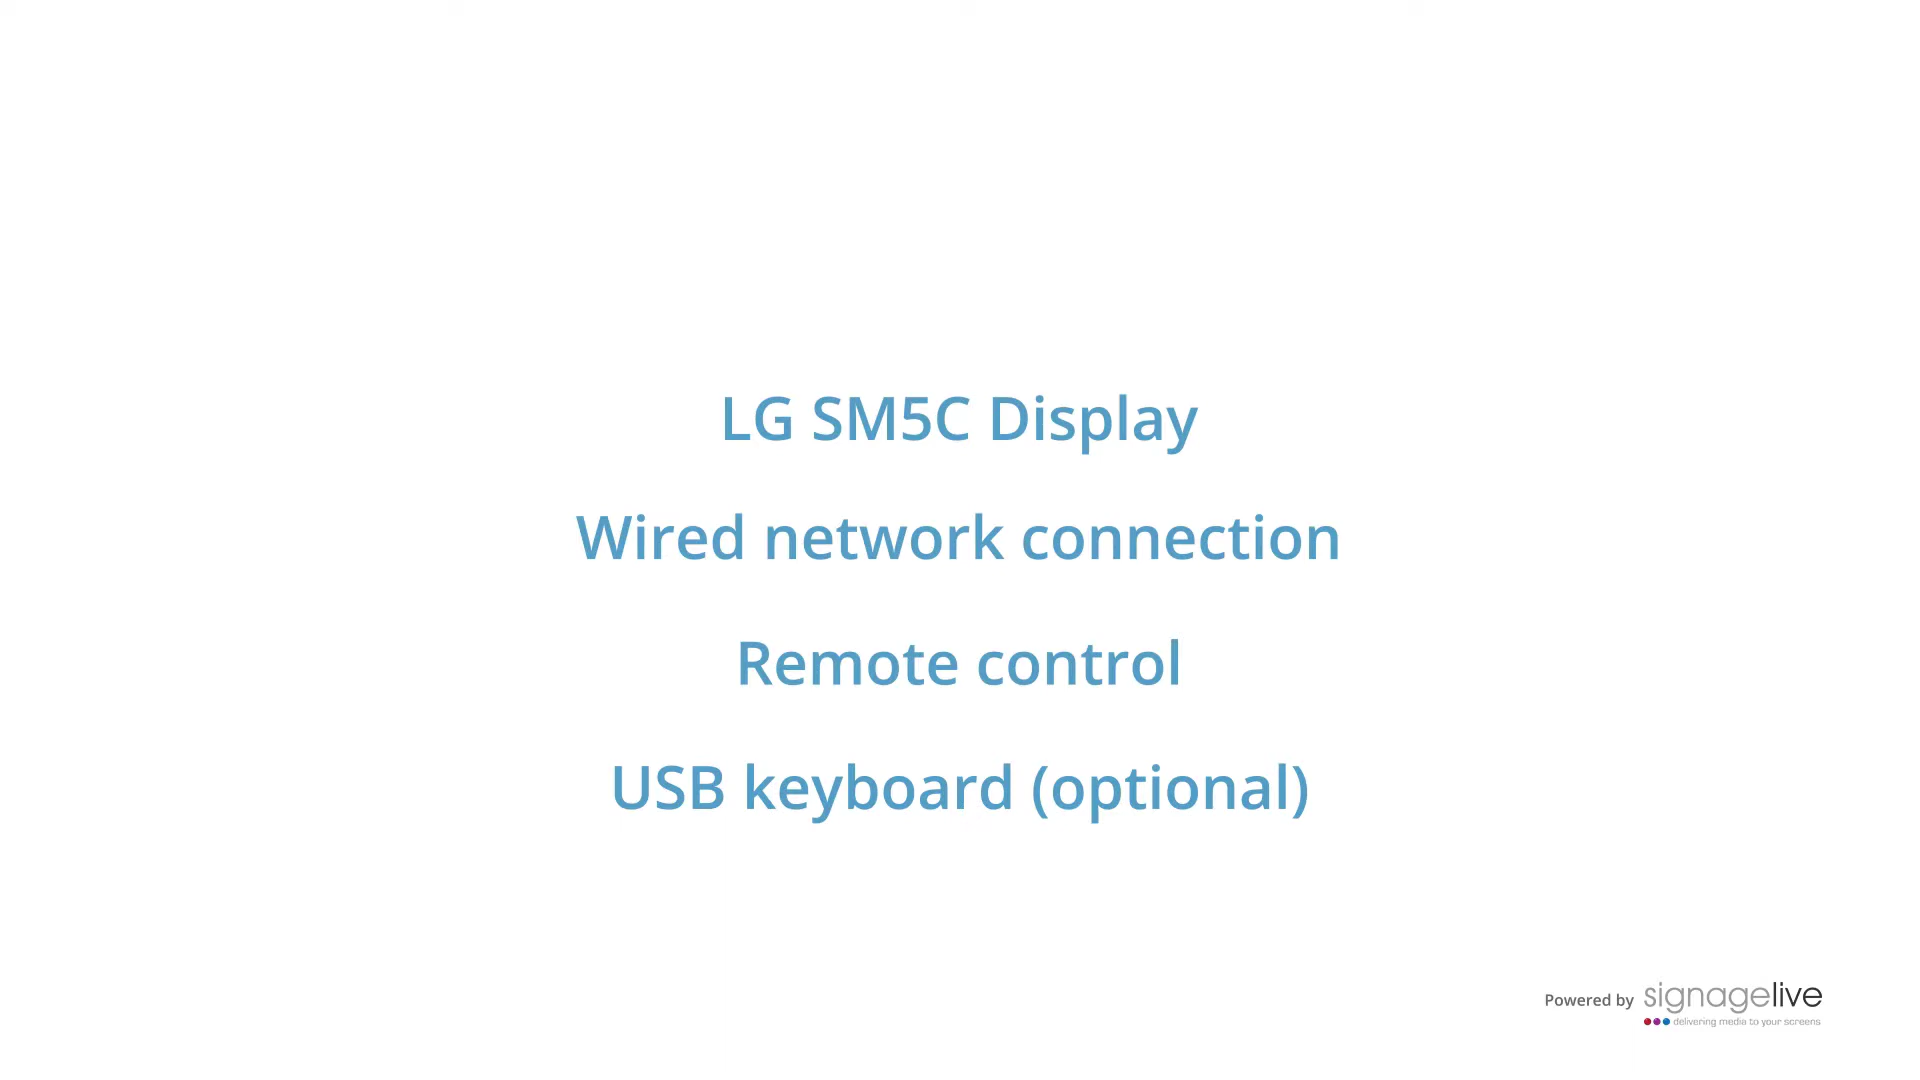 LG SM5C Display
Wired network connection
Remote control
USB keyboard (optional)
Powered by signagelive
delivering media to your screens